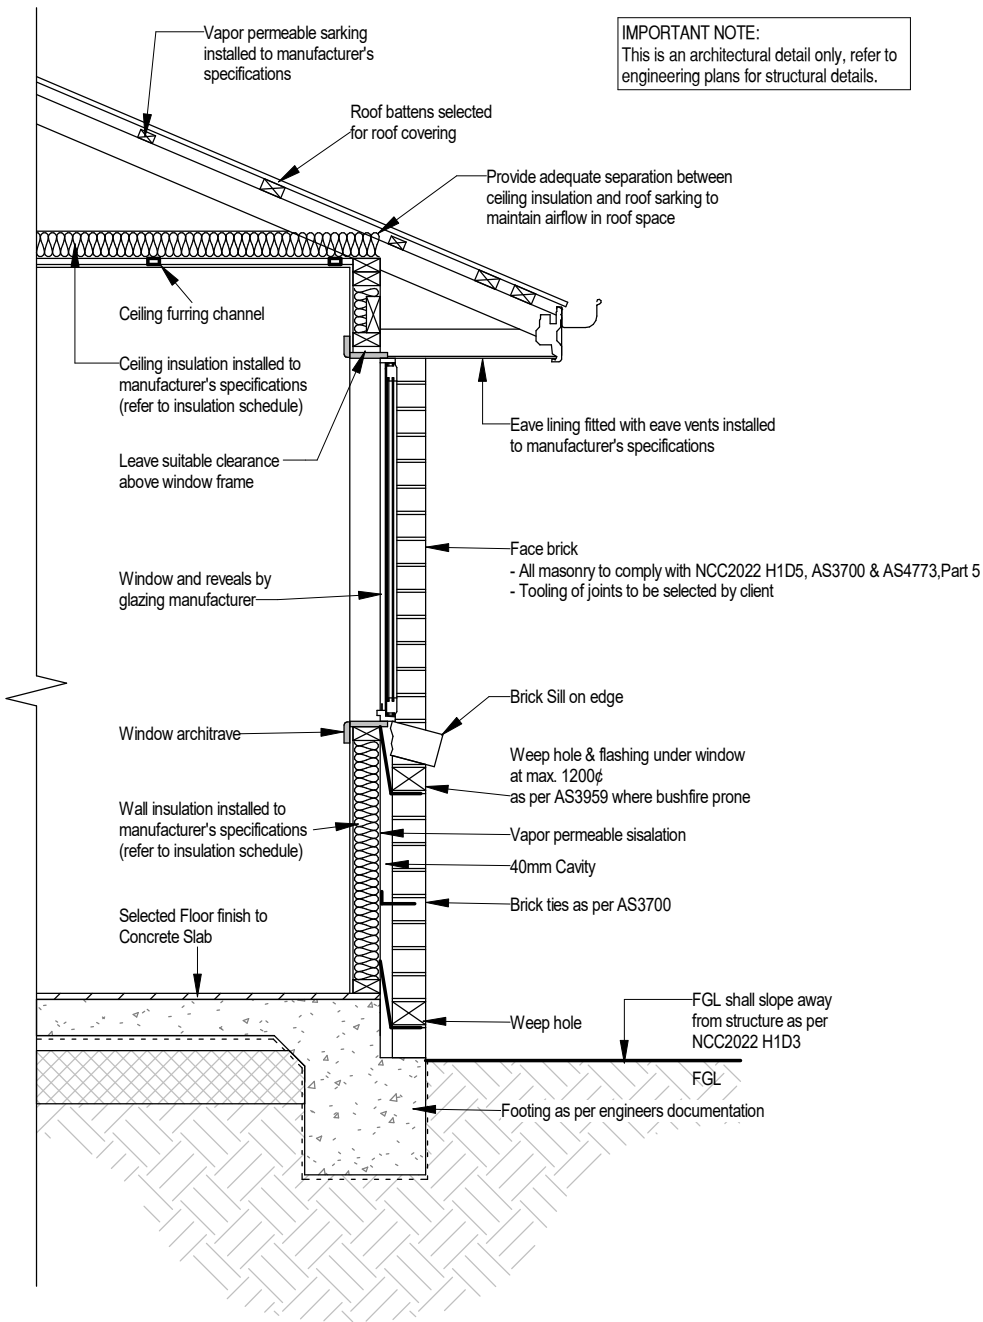 Vapor permeable sarking
installed to manufacturer's
specifications
IMPORTANT NOTE:
This is an architectural detail only, refer to
engineering plans for structural details.
Roof battens selected
for roof covering
Provide adequate separation between
ceiling insulation and roof sarking to
maintain airflow in roof space
Ceiling furring channel
Ceiling insulation installed to
manufacturer's specifications
(refer to insulation schedule)
Eave lining fitted with eave vents installed
to manufacturer's specifications
Leave suitable clearance
above window frame
Face brick
- All masonry to comply with NCC2022 H1D5, AS3700 & AS4773,Part 5
- Tooling of joints to be selected by client
Window and reveals by
glazing manufacturer
Brick Sill on edge
Window architrave
Weep hole & flashing under window
at max. 1200¢
as per AS3959 where bushfire prone
Wall insulation installed to
manufacturer's specifications
(refer to insulation schedule)
Vapor permeable sisalation
40mm Cavity
Brick ties as per AS3700
Selected Floor finish to
Concrete Slab
Weep hole
FGL shall slope away
from structure as per
NCC2022 H1D3
FGL
Footing as per engineers documentation